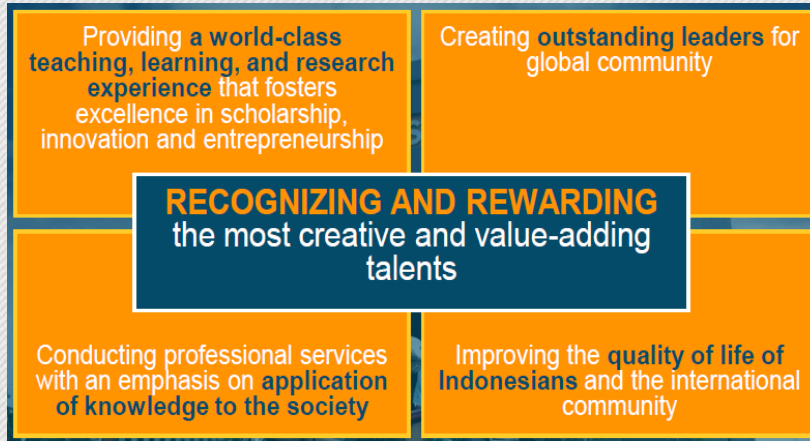 Providing a world-class
teaching, learning, and research
experience that fosters
excellence in scholarship,
innovation and entrepreneurship
Creating outstanding leaders for
global community
RECOGNIZING AND REWARDING
the most creative and value-adding
talents
Conducting professional services
with an emphasis on application
of knowledge to the society
Improving the quality of life of
Indonesians and the international
community